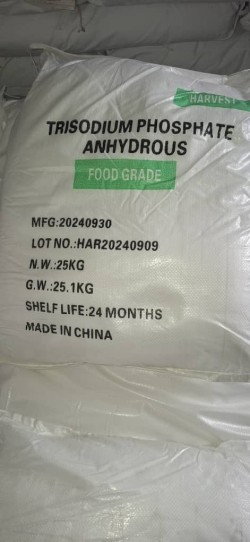 HARVEST
TRISODIUM PHOSPHATE
ANHYDROUS
FOOD GRADE
MFG:20240930
LOT NO.:HAR20240909
N.W.:25KG
G.W.:25.1KG
SHELF LIFE:24 MONTHS
MADE IN CHINA